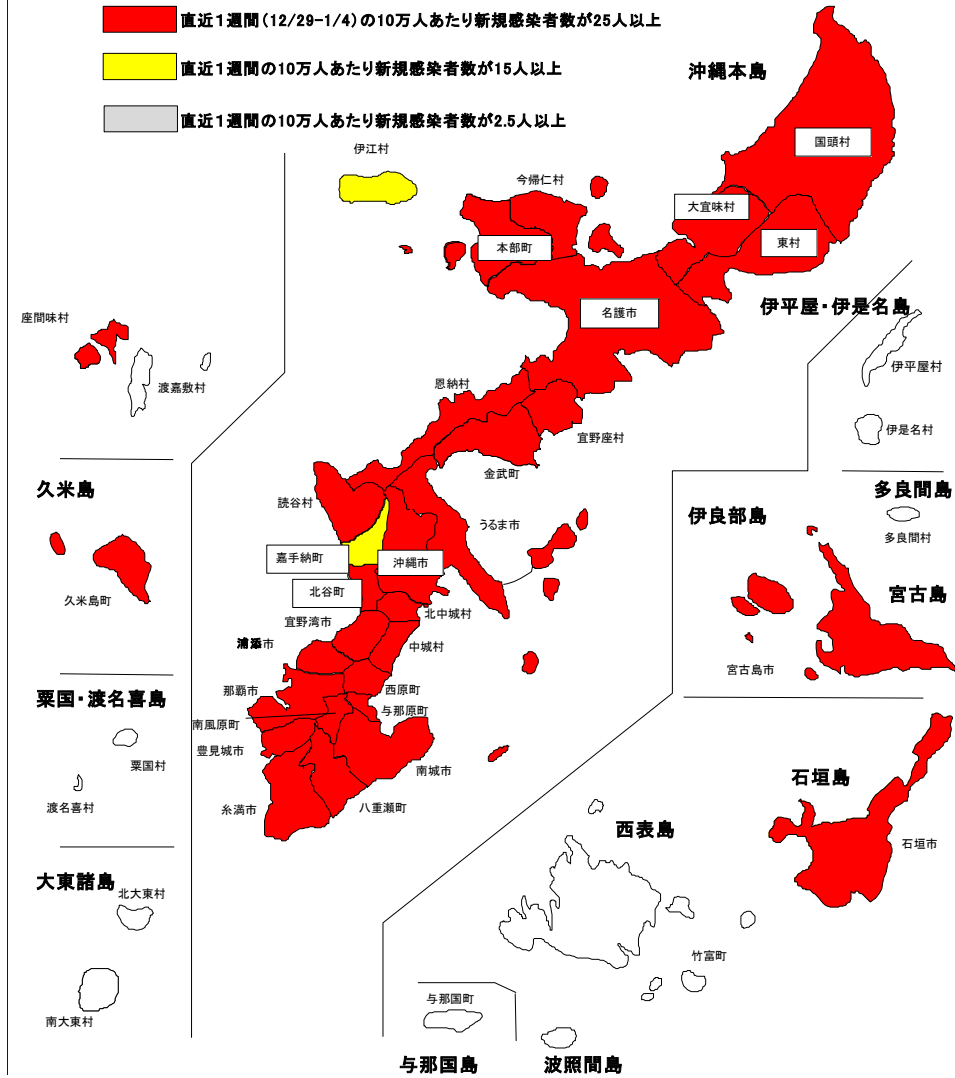 直近1週間(12/29-1/4)の10万人あたり新規感染者数が25人以上
直近1週間の10万人あたり新規感染者数が15人以上
直近1週間の10万人あたり新規感染者数が2.5人以上
沖縄本島
国頭村
伊江村
今帰仁村
大宜味村
東村
本部町
名護市
伊平屋・伊是名島
座間味村
伊平屋村
渡嘉敷村
恩納村
伊是名村
宜野座村
金武町
久米島
多良間島
読谷村
伊良部島
うるま市
多良間村
嘉手納町
沖縄市
北谷町
宮古島
久米島町
北中城村
宜野湾市
浦添市
中城村
宮古島市
西原町
那覇市
粟国・渡名喜島
与那原町
南風原町
豊見城市
粟国村
南城市
石垣島
渡名喜村
糸満市
八重瀬町
西表島
石垣市
大東諸島
北大東村
竹富町
与那国町
南大東村
与那国島
波照間島